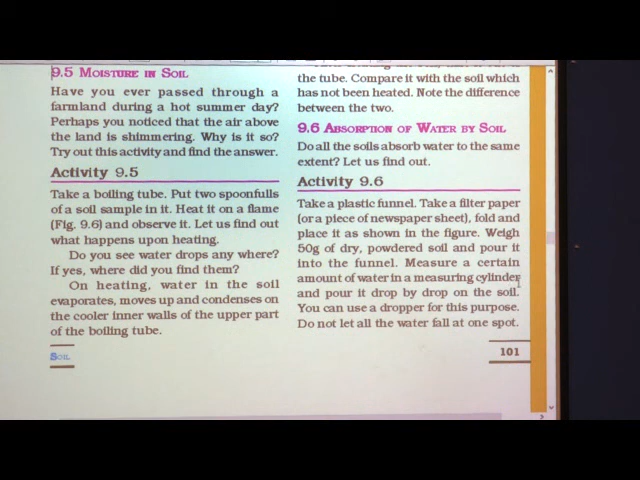 9.5 MOISTURE IN SOIL
Have you ever passed through a
farmland during a hot summer day?
Perhaps you noticed that the air above
the land is shimmering. Why is it so?
Try out this activity and find the answer.
Activity 9.5
Take a boiling tube. Put two spoonfulls
of a soil sample in it. Heat it on a flame
(Fig. 9.6) and observe it. Let us find out
what happens upon heating.
Do you see water drops any where?
If yes, where did you find them?
On heating, water in the soil
evaporates, moves up and condenses on
the cooler inner walls of the upper part
of the boiling tube.
SOIL
the tube. Compare it with the soil which
has not been heated. Note the difference
between the two.
9.6 ABSORPTION OF WATER BY SOIL
Do all the soils absorb water to the same
extent? Let us find out.
Activity 9.6
Take a plastic funnel. Take a filter paper
(or a piece of newspaper sheet), fold and
place it as shown in the figure. Weigh
50g of dry, powdered soil and pour it
into the funnel. Measure a certain
amount of water in a measuring cylinder
and pour it drop by drop on the soil.
You can use a dropper for this purpose.
Do not let all the water fall at one spot.
101